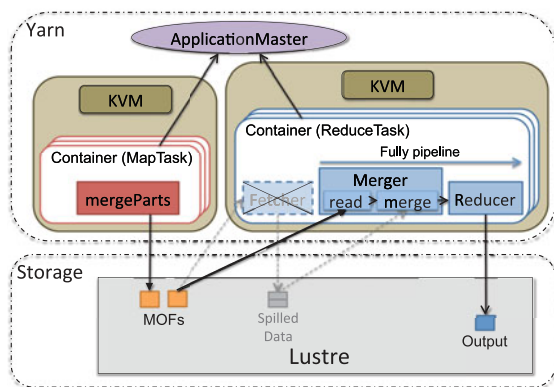 Yarn
ApplicationMaster
KVM
KVM
Container (MapTask)
Container (ReduceTask)
Fully pipeline
mergeParts
Fetcher
Merger
read
merge
Reducer
Storage
MOFs
Spilled
Data
Output
Lustre